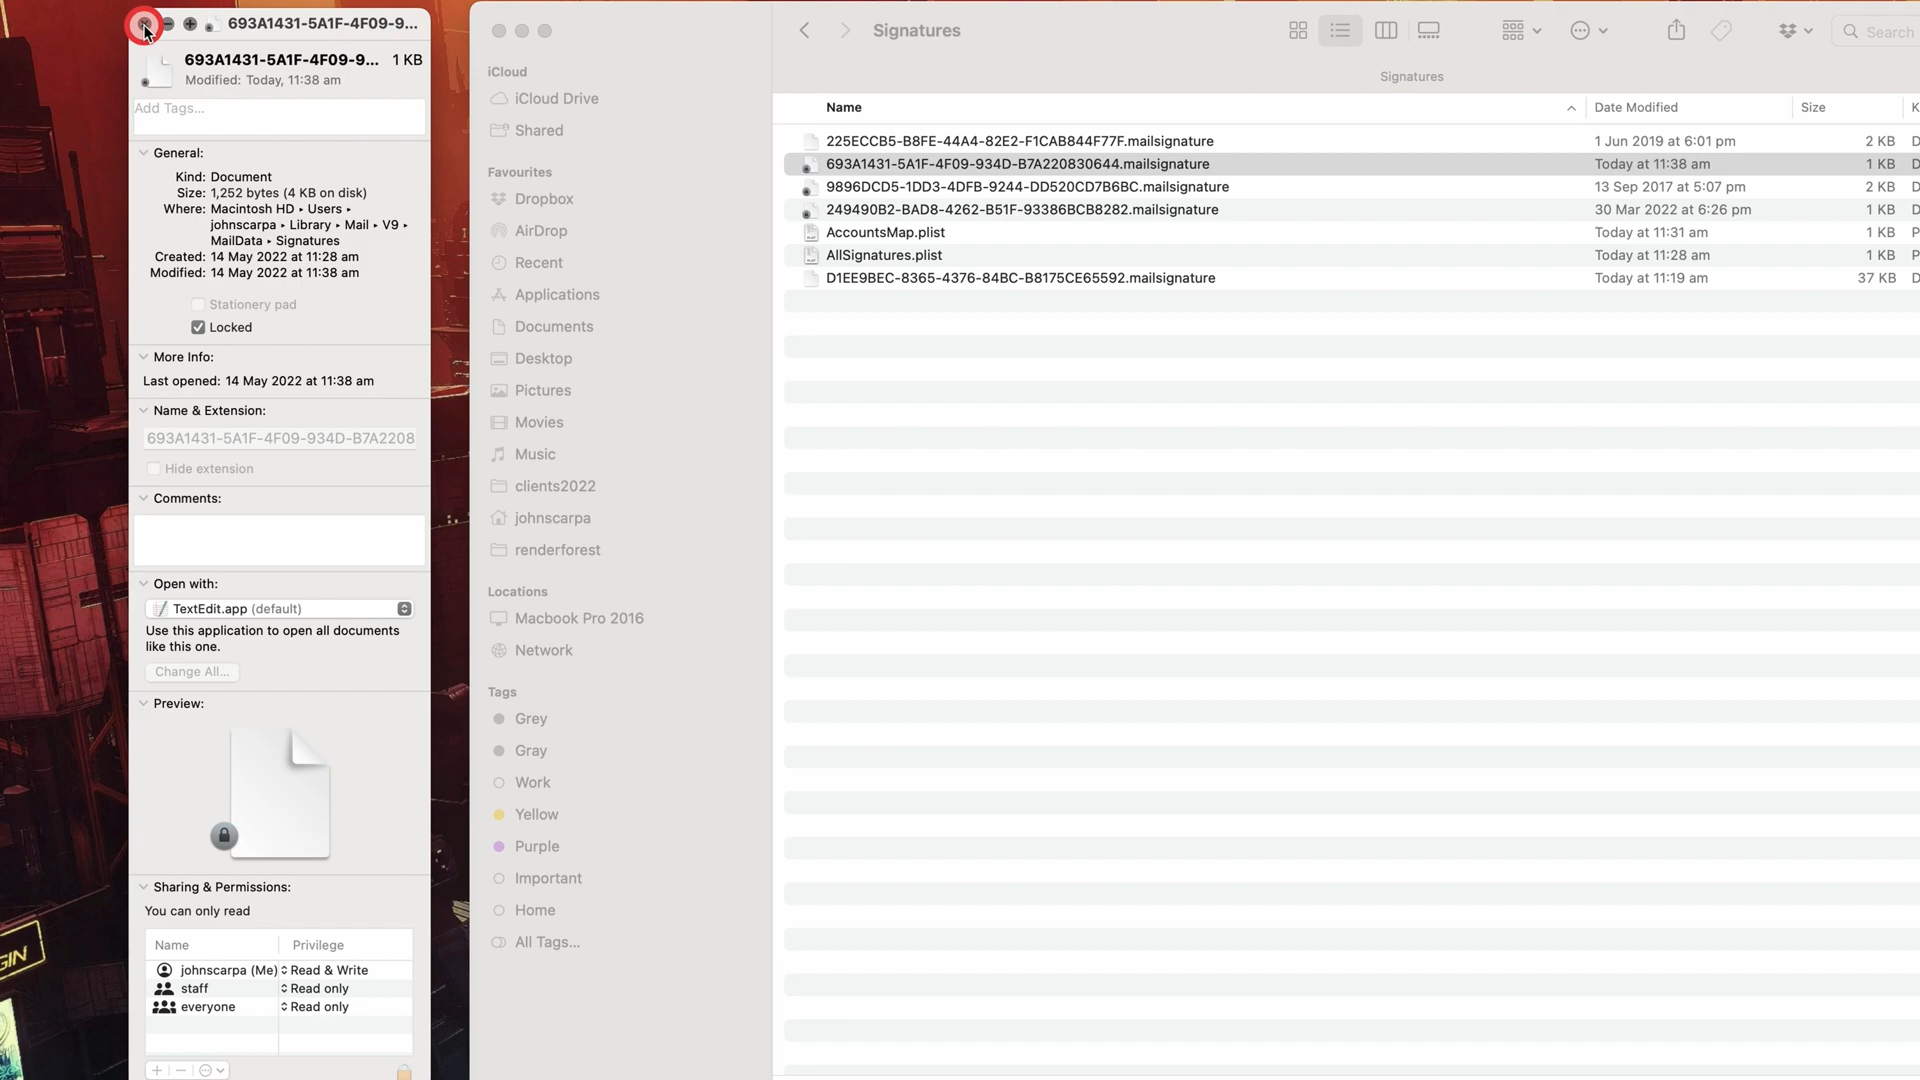 693A1431-5A1F-4F09-9...
693A1431-5A1F-4F09-9... 1 KB
Modified: Today, 11:38 am
Add Tags...
General:
Kind: Document
Size: 1,252 bytes (4 KB on disk)
Where: Macintosh HD ▸ Users ▸
johnscarpa ▸ Library ▸ Mail ▸ V9 ▸
MailData ▸ Signatures
Created: 14 May 2022 at 11:28 am
Modified: 14 May 2022 at 11:38 am
Stationery pad
Locked
More Info:
Last opened: 14 May 2022 at 11:38 am
Name & Extension:
693A1431-5A1F-4F09-934D-B7A2208
Hide extension
Comments:
Open with:
TextEdit.app (default)
Use this application to open all documents
like this one.
Change All...
Preview:
Sharing & Permissions:
You can only read
Name Privilege
johnscarpa (Me) Read & Write
staff Read only
everyone Read only
GIN
iCloud
iCloud Drive
Shared
Favourites
Dropbox
AirDrop
Recent
Applications
Documents
Desktop
Pictures
Movies
Music
clients2022
johnscarpa
renderforest
Locations
Macbook Pro 2016
Network
Tags
Grey
Gray
Work
Yellow
Purple
Important
Home
All Tags...
Signatures
Search
Signatures
Name Date Modified Size K
225ECCB5-B8FE-44A4-82E2-F1CAB844F77F.mailsignature 1 Jun 2019 at 6:01 pm 2 KB D
693A1431-5A1F-4F09-934D-B7A220830644.mailsignature Today at 11:38 am 1 KB D
9896DCD5-1DD3-4DFB-9244-DD520CD7B6BC.mailsignature 13 Sep 2017 at 5:07 pm 2 KB D
249490B2-BAD8-4262-B51F-93386BCB8282.mailsignature 30 Mar 2022 at 6:26 pm 1 KB D
AccountsMap.plist Today at 11:31 am 1 KB P
AllSignatures.plist Today at 11:28 am 1 KB P
D1EE9BEC-8365-4376-84BC-B8175CE65592.mailsignature Today at 11:19 am 37 KB D